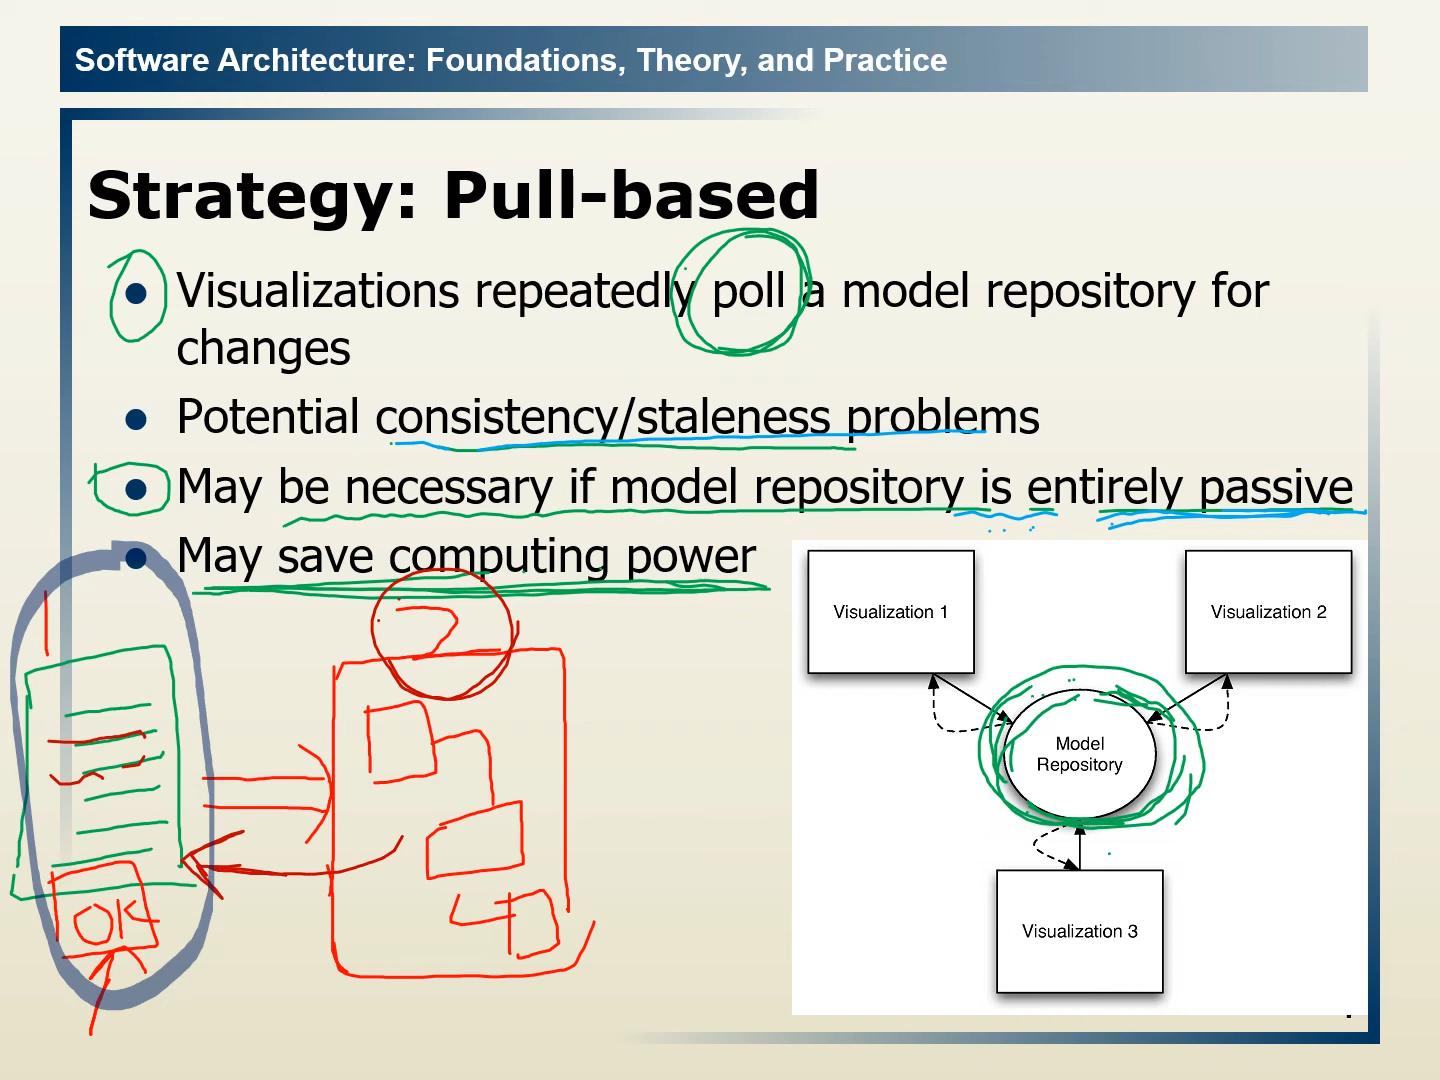 Software Architecture: Foundations, Theory, and Practice
Strategy: Pull-based
Visualizations repeatedly poll a model repository for
changes
Potential consistency/staleness problems
May be necessary if model repository is entirely passive
May save computing power
Visualization 1
Visualization 2
Model
Repository
Visualization 3
1
2
OK